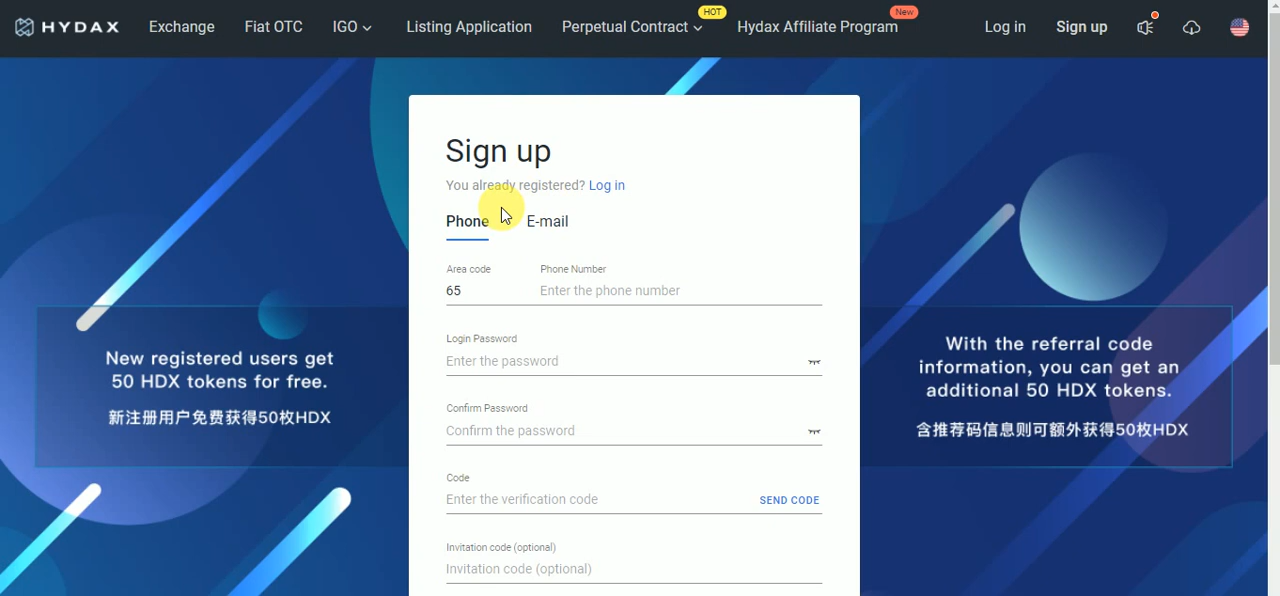 HYDAX Exchange Fiat OTC IGO Listing Application Perpetual Contract HOT Hydax Affiliate Program New Log in Sign up
Sign up
You already registered? Log in
Phone E-mail
Area code Phone Number
65 Enter the phone number
Login Password
Enter the password
Confirm Password
Confirm the password
Code
Enter the verification code SEND CODE
Invitation code (optional)
Invitation code (optional)
New registered users get
50 HDX tokens for free.
新注册用户免费获得50枚HDX
With the referral code
information, you can get an
additional 50 HDX tokens.
含推荐码信息则可额外获得50枚HDX